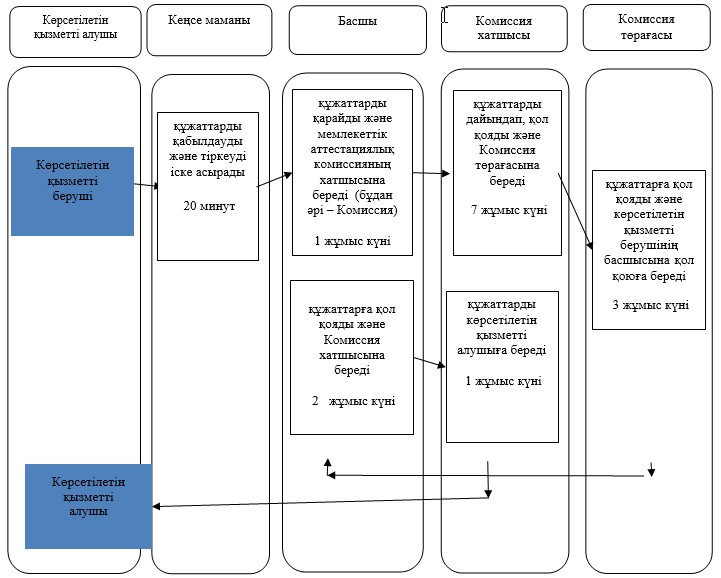 Көрсетілетін
қызметті алушы
Кеңсе маманы
Басшы
Комиссия
хатшысы
Комиссия
төрағасы
Көрсетілетін
қызметті
беруші
құжаттарды
қабылдауды
және тіркеуді
іске асырады
20 минут
құжаттарды
қарайды және
мемлекеттік
аттестациялық
комиссияның
хатшысына
береді (бұдан
әрі – Комиссия)
1 жұмыс күні
құжаттарды
дайындап, қол
қояды және
Комиссия
төрағасына
береді
7 жұмыс күні
құжаттарға қол
қояды және
көрсетілетін
қызметті
берушінің
басшысына қол
қоюға береді
3 жұмыс күні
құжаттарға қол
қояды және
Комиссия
хатшысына
береді
2 жұмыс күні
құжаттарды
көрсетілетін
қызметті
алушыға береді
1 жұмыс күні
Көрсетілетін
қызметті
алушы